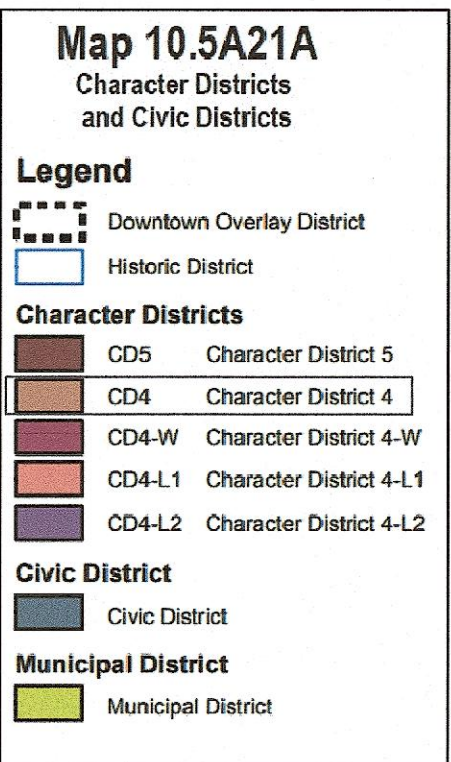 Map 10.5A21A
Character Districts
and Civic Districts
Legend
Downtown Overlay District
Historic District
Character Districts
CD5 Character District 5
CD4 Character District 4
CD4-W Character District 4-W
CD4-L1 Character District 4-L1
CD4-L2 Character District 4-L2
Civic District
Civic District
Municipal District
Municipal District